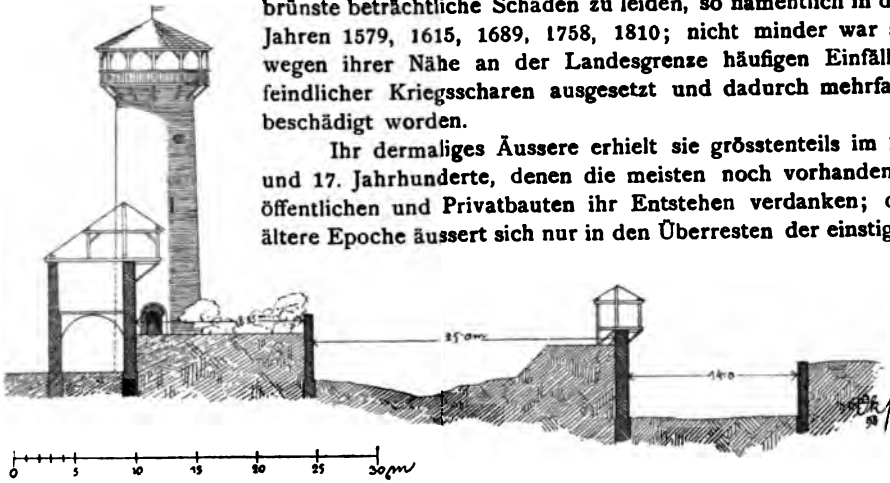 brünste beträchtliche Schäden zu leiden, so namentlich in d
Jahren 1579, 1615, 1689, 1758, 1810; nicht minder war
wegen ihrer Nähe an der Landesgrenze häufigen Einfäll
feindlicher Kriegsscharen ausgesetzt und dadurch mehrfa
beschädigt worden.
Ihr dermaliges Äussere erhielt sie grösstenteils im
und 17. Jahrhunderte, denen die meisten noch vorhanden
öffentlichen und Privatbauten ihr Entstehen verdanken;
ältere Epoche äussert sich nur in den Überresten der einstig
25·0m
14·0
0 5 10 15 20 25 30m